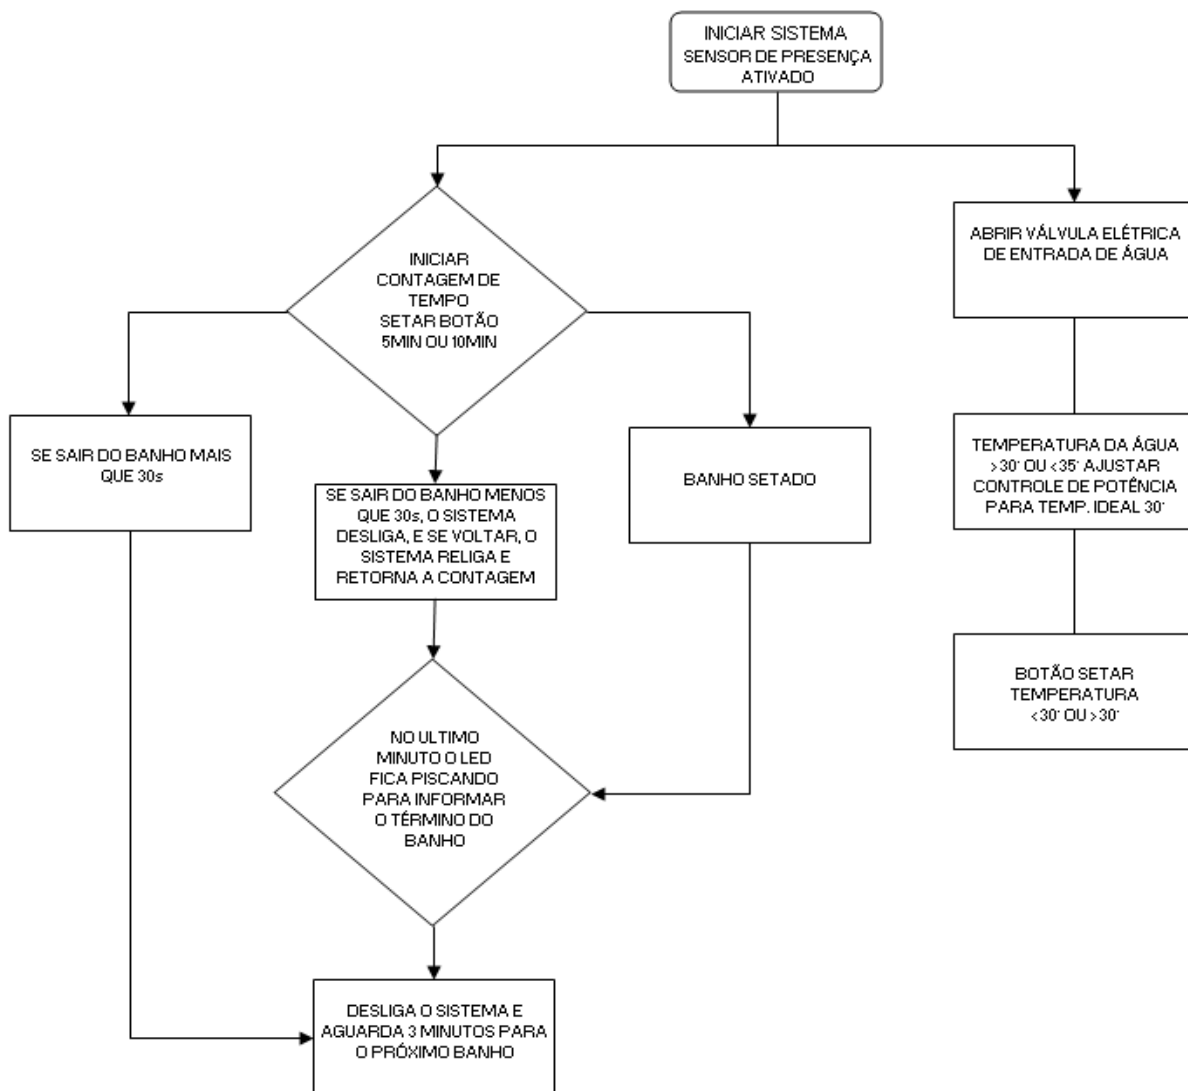 INICIAR SISTEMA
SENSOR DE PRESENÇA
ATIVADO
INICIAR
CONTAGEM DE
TEMPO
SETAR BOTÃO
5MIN OU 10MIN
ABRIR VÁLVULA ELÉTRICA
DE ENTRADA DE ÁGUA
SE SAIR DO BANHO MAIS
QUE 30s
SE SAIR DO BANHO MENOS
QUE 30s, O SISTEMA
DESLIGA, E SE VOLTAR, O
SISTEMA RELIGA E
RETORNA A CONTAGEM
BANHO SETADO
TEMPERATURA DA ÁGUA
>30° OU <35° AJUSTAR
CONTROLE DE POTÊNCIA
PARA TEMP. IDEAL 30°
BOTÃO SETAR
TEMPERATURA
<30° OU >30°
NO ULTIMO
MINUTO O LED
FICA PISCANDO
PARA INFORMAR
O TÉRMINO DO
BANHO
DESLIGA O SISTEMA E
AGUARDA 3 MINUTOS PARA
O PRÓXIMO BANHO